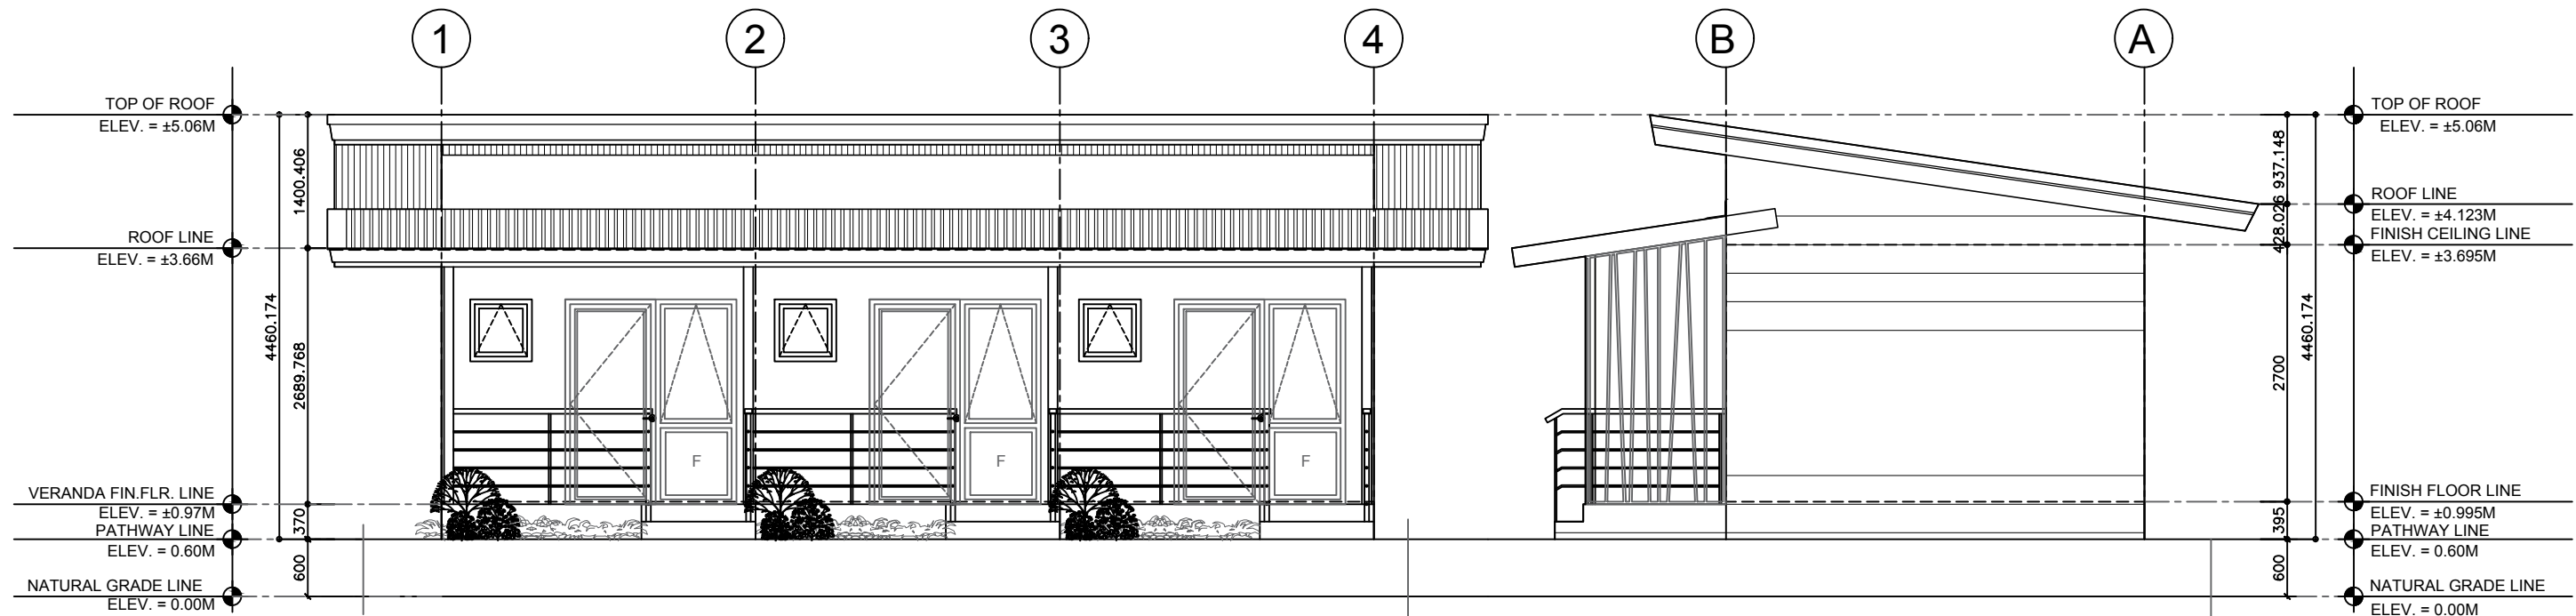 1
2
3
4
B
A
TOP OF ROOF
ELEV. = ±5.06M
ROOF LINE
ELEV. = ±3.66M
VERANDA FIN.FLR. LINE
ELEV. = ±0.97M
PATHWAY LINE
ELEV. = 0.60M
NATURAL GRADE LINE
ELEV. = 0.00M
4460.174
1400.406
2689.768
370
600
F
F
F
937.148
428.026
2700
395
600
4460.174
TOP OF ROOF
ELEV. = ±5.06M
ROOF LINE
ELEV. = ±4.123M
FINISH CEILING LINE
ELEV. = ±3.695M
FINISH FLOOR LINE
ELEV. = ±0.995M
PATHWAY LINE
ELEV. = 0.60M
NATURAL GRADE LINE
ELEV. = 0.00M